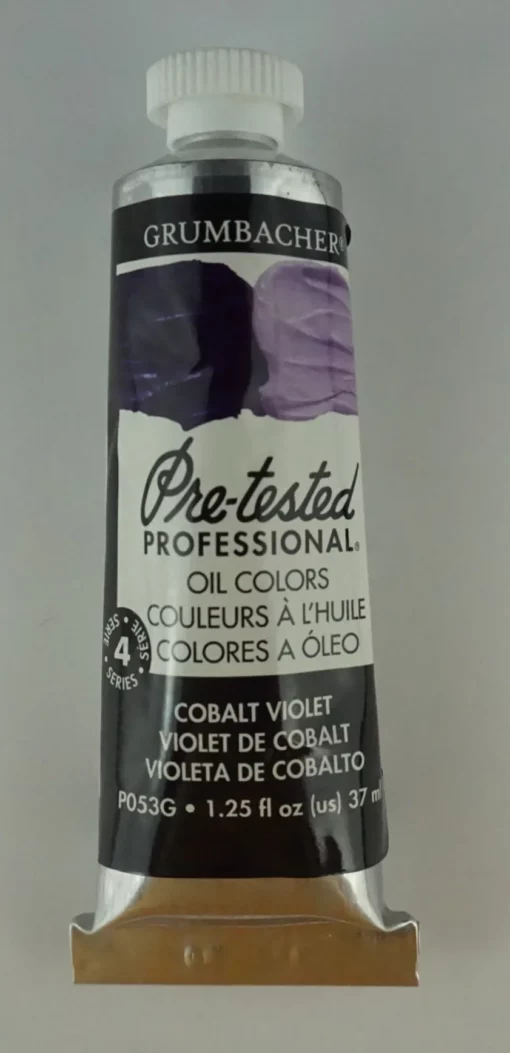 GRUMBACHER®
Pre-tested
PROFESSIONAL®
OIL COLORS
COULEURS À L'HUILE
COLORES A ÓLEO
SÉRIE • SERIE •
4
SERIES
COBALT VIOLET
VIOLET DE COBALT
VIOLETA DE COBALTO
P053G • 1.25 fl oz (us) 37 ml